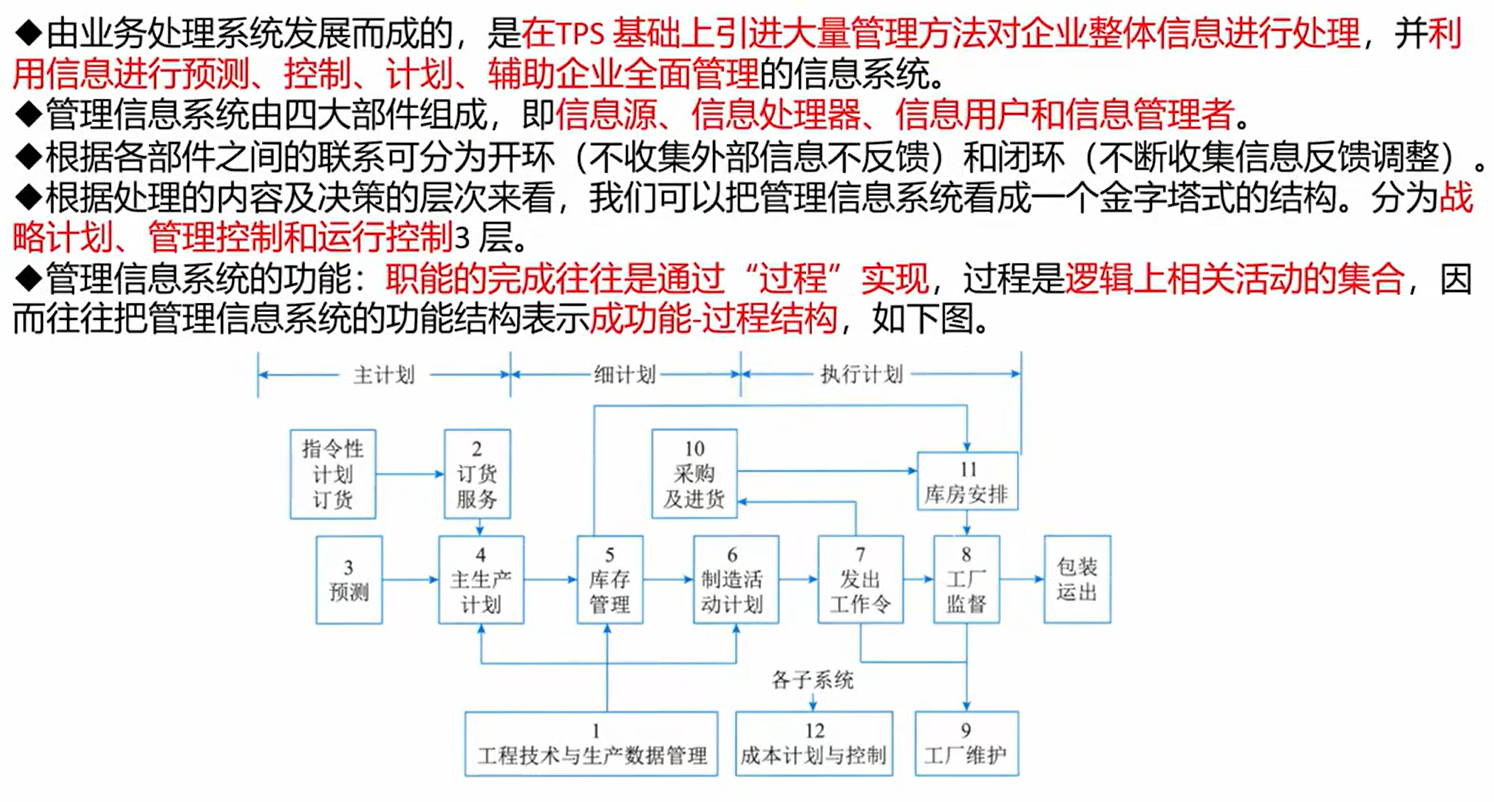 ◆由业务处理系统发展而成的，是在TPS 基础上引进大量管理方法对企业整体信息进行处理，并利
用信息进行预测、控制、计划、辅助企业全面管理的信息系统。
◆管理信息系统由四大部件组成，即信息源、信息处理器、信息用户和信息管理者。
◆根据各部件之间的联系可分为开环（不收集外部信息不反馈）和闭环（不断收集信息反馈调整）。
◆根据处理的内容及决策的层次来看，我们可以把管理信息系统看成一个金字塔式的结构。分为战
略计划、管理控制和运行控制3 层。
◆管理信息系统的功能：职能的完成往往是通过“过程”实现，过程是逻辑上相关活动的集合，因
而往往把管理信息系统的功能结构表示成功能-过程结构，如下图。
主计划
细计划
执行计划
指令性
计划
订货
2
订货
服务
10
采购
及进货
11
库房安排
3
预测
4
主生产
计划
5
库存
管理
6
制造活
动计划
7
发出
工作令
8
工厂
监督
包装
运出
各子系统
1
工程技术与生产数据管理
12
成本计划与控制
9
工厂维护